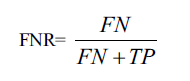 FNR= FN / FN + TP